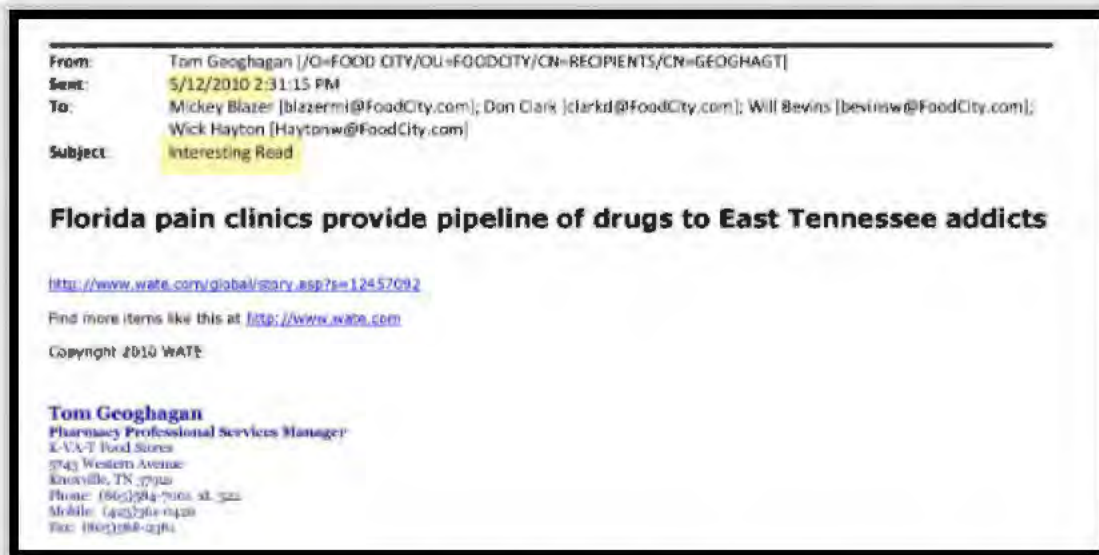 From: Tom Geoghagan [/O=FOOD CITY/OU=FOODCITY/CN=RECIPIENTS/CN=GEOGHAGT]
Sent: 5/12/2010 2:31:15 PM
To: Mickey Blazer [blazermi@FoodCity.com]; Don Clark [clarkd@FoodCity.com]; Will Bevins [bevinsw@FoodCity.com];
Wick Hayton [Haytonw@FoodCity.com]
Subject: Interesting Read
Florida pain clinics provide pipeline of drugs to East Tennessee addicts
http://www.wate.com/global/story.asp?s=12457092
Find more items like this at http://www.wate.com
Copyright 2010 WATE
Tom Geoghagan
Pharmacy Professional Services Manager
K-VA-T Food Stores
5743 Western Avenue
Knoxville, TN
Phone:
Mobile:
Fax: